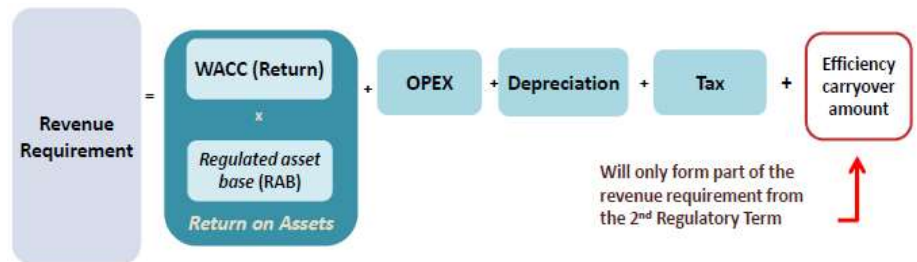 Revenue
Requirement
=
WACC (Return)
x
Regulated asset
base (RAB)
Return on Assets
+
OPEX
+
Depreciation
+
Tax
+
Efficiency
carryover
amount
Will only form part of the
revenue requirement from
the 2nd Regulatory Term